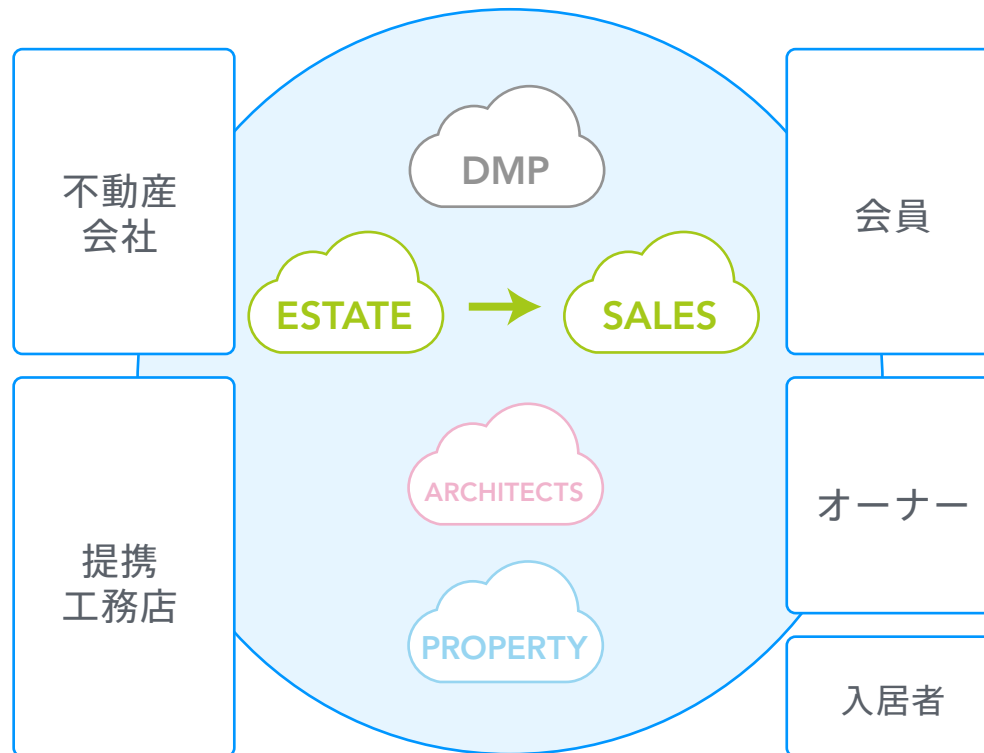 不動産
会社
提携
工務店
DMP
ESTATE
SALES
ARCHITECTS
PROPERTY
会員
オーナー
入居者